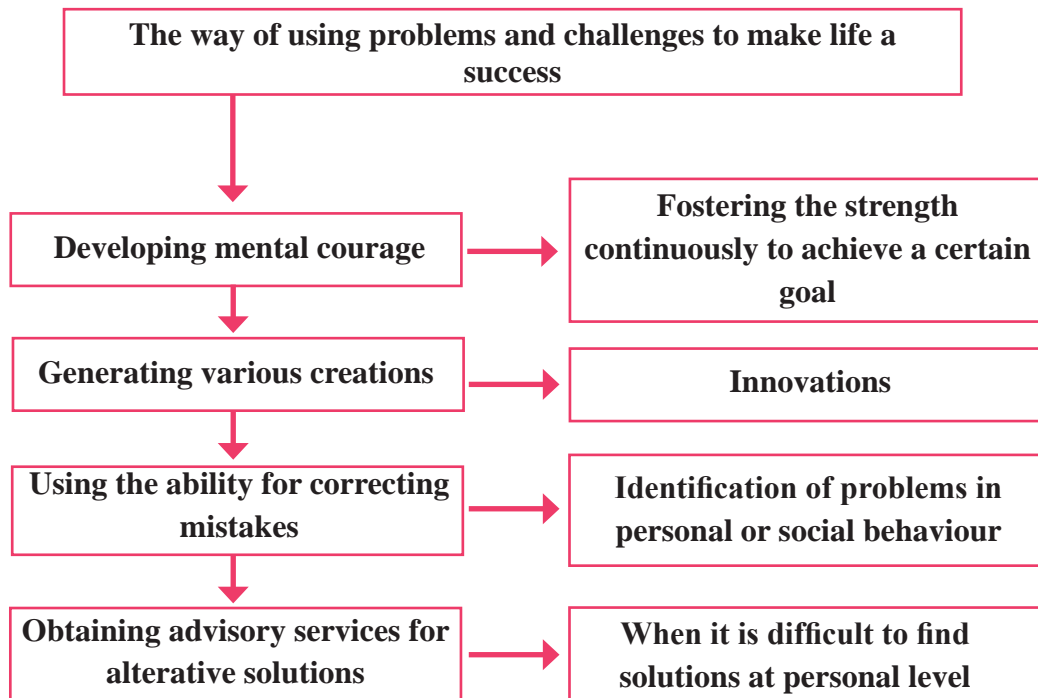 The way of using problems and challenges to make life a
success
Developing mental courage
Fostering the strength
continuously to achieve a certain
goal
Generating various creations
Innovations
Using the ability for correcting
mistakes
Identification of problems in
personal or social behaviour
Obtaining advisory services for
alterative solutions
When it is difficult to find
solutions at personal level